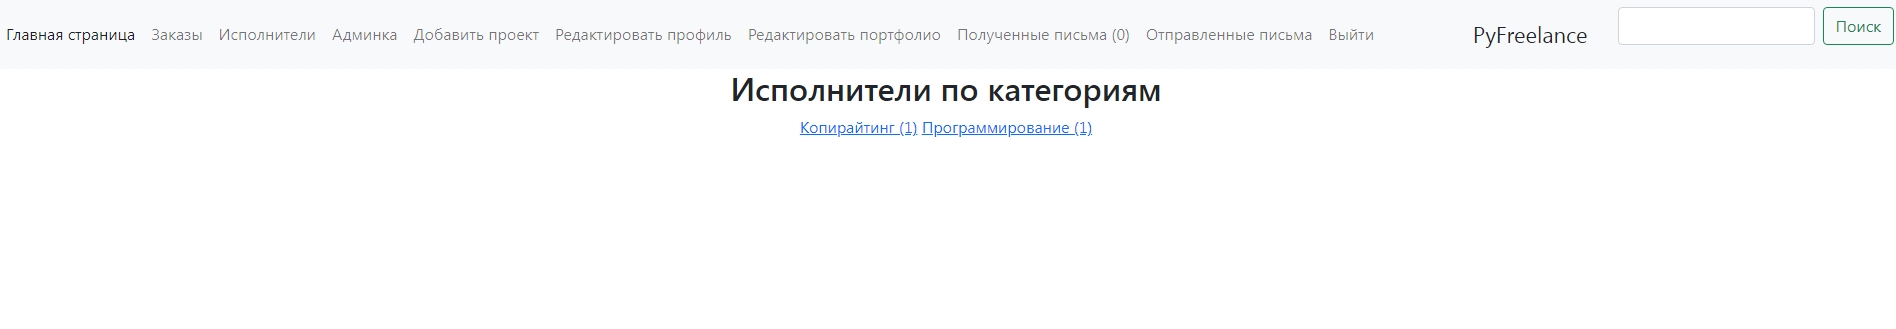 Главная страница Заказы Исполнители Админка Добавить проект Редактировать профиль Редактировать портфолио Полученные письма (0) Отправленные письма Выйти PyFreelance Поиск
Исполнители по категориям
Копирайтинг (1) Программирование (1)